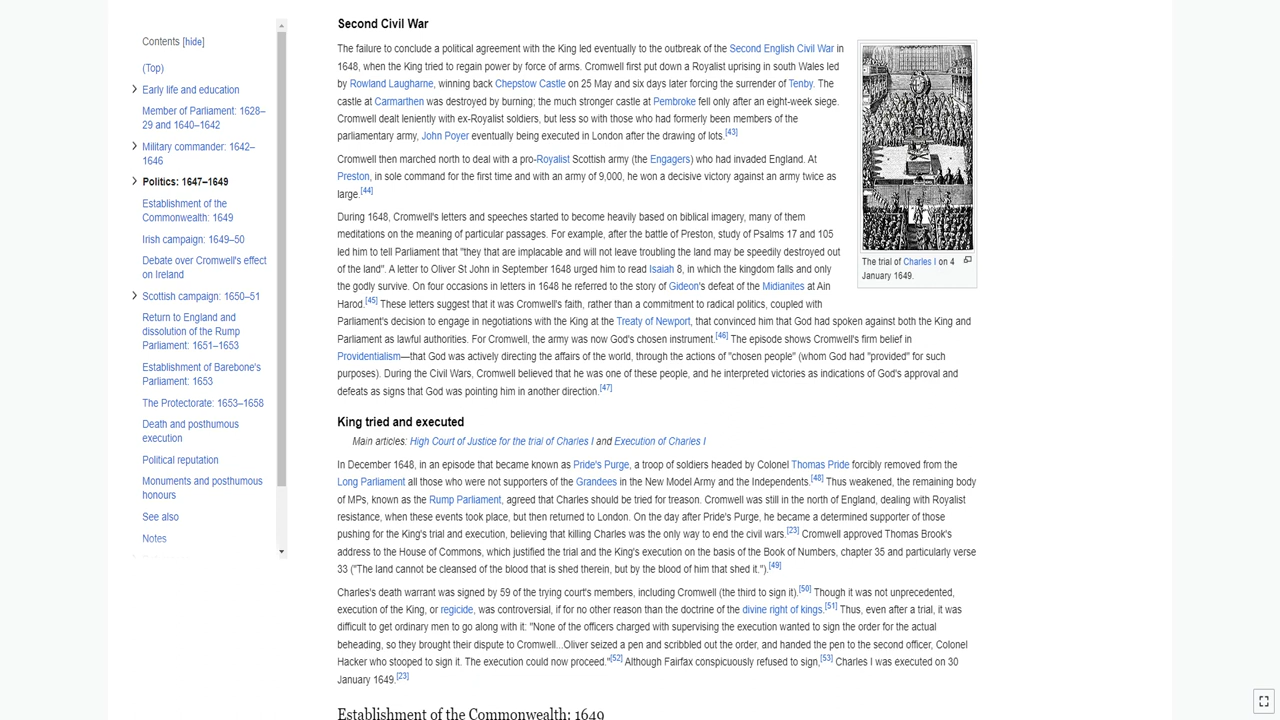 Contents [hide]
(Top)
Early life and education
Member of Parliament: 1628–
29 and 1640–1642
Military commander: 1642–
1646
Politics: 1647–1649
Establishment of the
Commonwealth: 1649
Irish campaign: 1649–50
Debate over Cromwell's effect
on Ireland
Scottish campaign: 1650–51
Return to England and
dissolution of the Rump
Parliament: 1651–1653
Establishment of Barebone's
Parliament: 1653
The Protectorate: 1653–1658
Death and posthumous
execution
Political reputation
Monuments and posthumous
honours
See also
Notes
Second Civil War
The failure to conclude a political agreement with the King led eventually to the outbreak of the Second English Civil War in
1648, when the King tried to regain power by force of arms. Cromwell first put down a Royalist uprising in south Wales led
by Rowland Laugharne, winning back Chepstow Castle on 25 May and six days later forcing the surrender of Tenby. The
castle at Carmarthen was destroyed by burning; the much stronger castle at Pembroke fell only after an eight-week siege.
Cromwell dealt leniently with ex-Royalist soldiers, but less so with those who had formerly been members of the
parliamentary army, John Poyer eventually being executed in London after the drawing of lots.[43]
Cromwell then marched north to deal with a pro-Royalist Scottish army (the Engagers) who had invaded England. At
Preston, in sole command for the first time and with an army of 9,000, he won a decisive victory against an army twice as
large.[44]
During 1648, Cromwell's letters and speeches started to become heavily based on biblical imagery, many of them
meditations on the meaning of particular passages. For example, after the battle of Preston, study of Psalms 17 and 105
led him to tell Parliament that "they that are implacable and will not leave troubling the land may be speedily destroyed out
of the land". A letter to Oliver St John in September 1648 urged him to read Isaiah 8, in which the kingdom falls and only
the godly survive. On four occasions in letters in 1648 he referred to the story of Gideon's defeat of the Midianites at Ain
Harod.[45] These letters suggest that it was Cromwell's faith, rather than a commitment to radical politics, coupled with
Parliament's decision to engage in negotiations with the King at the Treaty of Newport, that convinced him that God had spoken against both the King and
Parliament as lawful authorities. For Cromwell, the army was now God's chosen instrument.[46] The episode shows Cromwell's firm belief in
Providentialism—that God was actively directing the affairs of the world, through the actions of "chosen people" (whom God had "provided" for such
purposes). During the Civil Wars, Cromwell believed that he was one of these people, and he interpreted victories as indications of God's approval and
defeats as signs that God was pointing him in another direction.[47]
The trial of Charles I on 4
January 1649.
King tried and executed
Main articles: High Court of Justice for the trial of Charles I and Execution of Charles I
In December 1648, in an episode that became known as Pride's Purge, a troop of soldiers headed by Colonel Thomas Pride forcibly removed from the
Long Parliament all those who were not supporters of the Grandees in the New Model Army and the Independents.[48] Thus weakened, the remaining body
of MPs, known as the Rump Parliament, agreed that Charles should be tried for treason. Cromwell was still in the north of England, dealing with Royalist
resistance, when these events took place, but then returned to London. On the day after Pride's Purge, he became a determined supporter of those
pushing for the King's trial and execution, believing that killing Charles was the only way to end the civil wars.[23] Cromwell approved Thomas Brook's
address to the House of Commons, which justified the trial and the King's execution on the basis of the Book of Numbers, chapter 35 and particularly verse
33 ("The land cannot be cleansed of the blood that is shed therein, but by the blood of him that shed it.").[49]
Charles's death warrant was signed by 59 of the trying court's members, including Cromwell (the third to sign it).[50] Though it was not unprecedented,
execution of the King, or regicide, was controversial, if for no other reason than the doctrine of the divine right of kings.[51] Thus, even after a trial, it was
difficult to get ordinary men to go along with it: "None of the officers charged with supervising the execution wanted to sign the order for the actual
beheading, so they brought their dispute to Cromwell...Oliver seized a pen and scribbled out the order, and handed the pen to the second officer, Colonel
Hacker who stooped to sign it. The execution could now proceed."[52] Although Fairfax conspicuously refused to sign,[53] Charles I was executed on 30
January 1649.[23]
Establishment of the Commonwealth: 1649